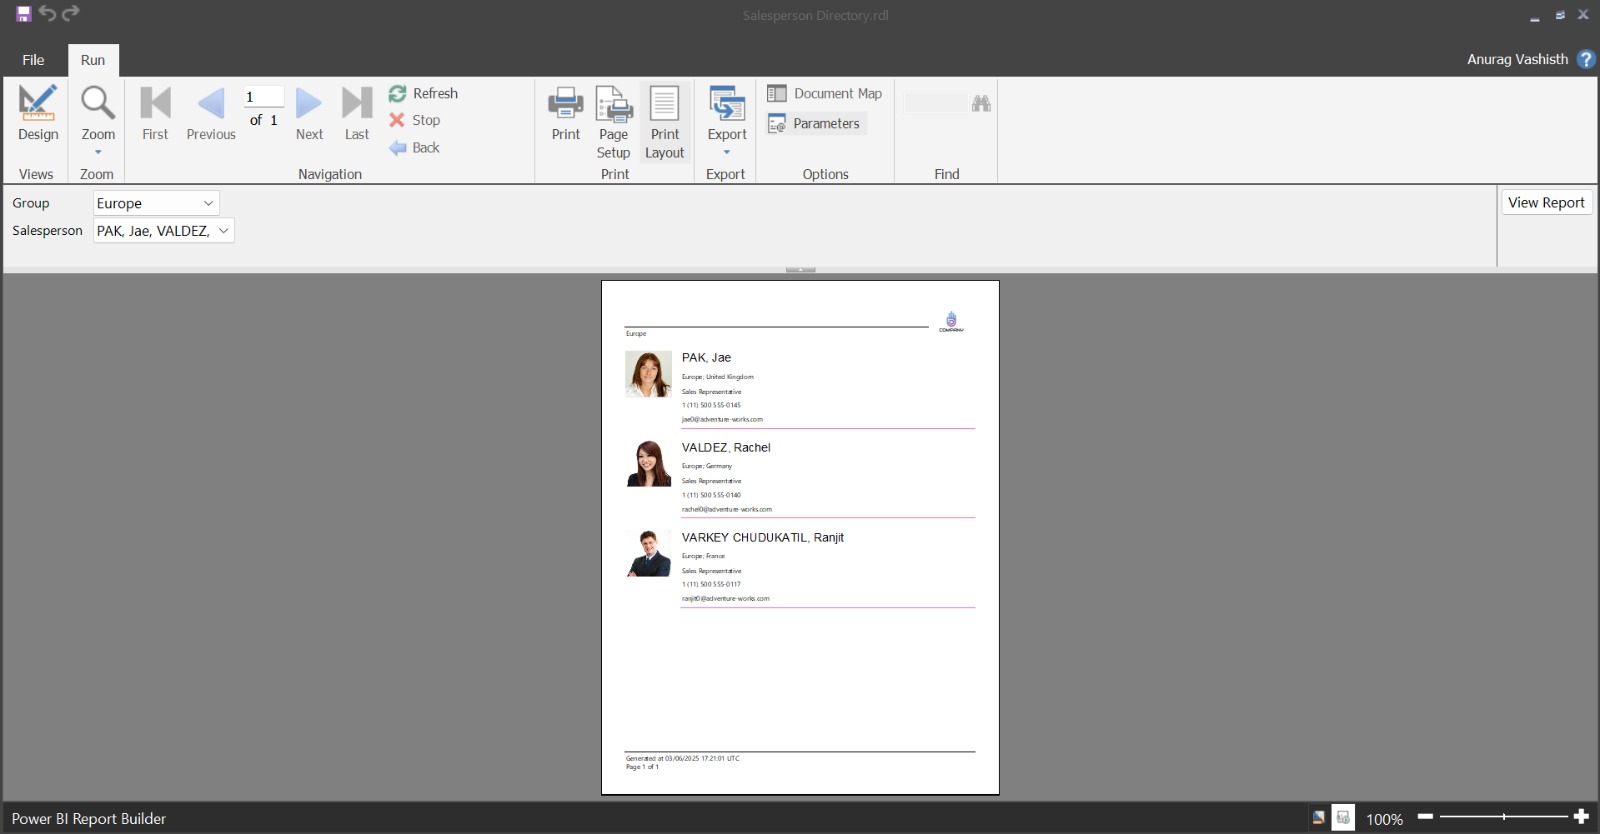 Salesperson Directory.rdl
File
Run
Anurag Vashisth
?
Design
Zoom
First
Previous
1
of 1
Next
Last
Refresh
Stop
Back
Print
Page
Setup
Print
Layout
Export
Document Map
Parameters
Views
Zoom
Navigation
Print
Export
Options
Find
Group
Europe
View Report
Salesperson
PAK, Jae, VALDEZ,
COMPANY
Europe
PAK, Jae
Europe; United Kingdom
Sales Representative
1 (11) 500 555-0145
jae0@adventure-works.com
VALDEZ, Rachel
Europe; Germany
Sales Representative
1 (11) 500 555-0140
rachel0@adventure-works.com
VARKEY CHUDUKATIL, Ranjit
Europe; France
Sales Representative
1 (11) 500 555-0117
ranjit0@adventure-works.com
Generated at 03/06/2025 17:21:01 UTC
Page 1 of 1
Power BI Report Builder
100%